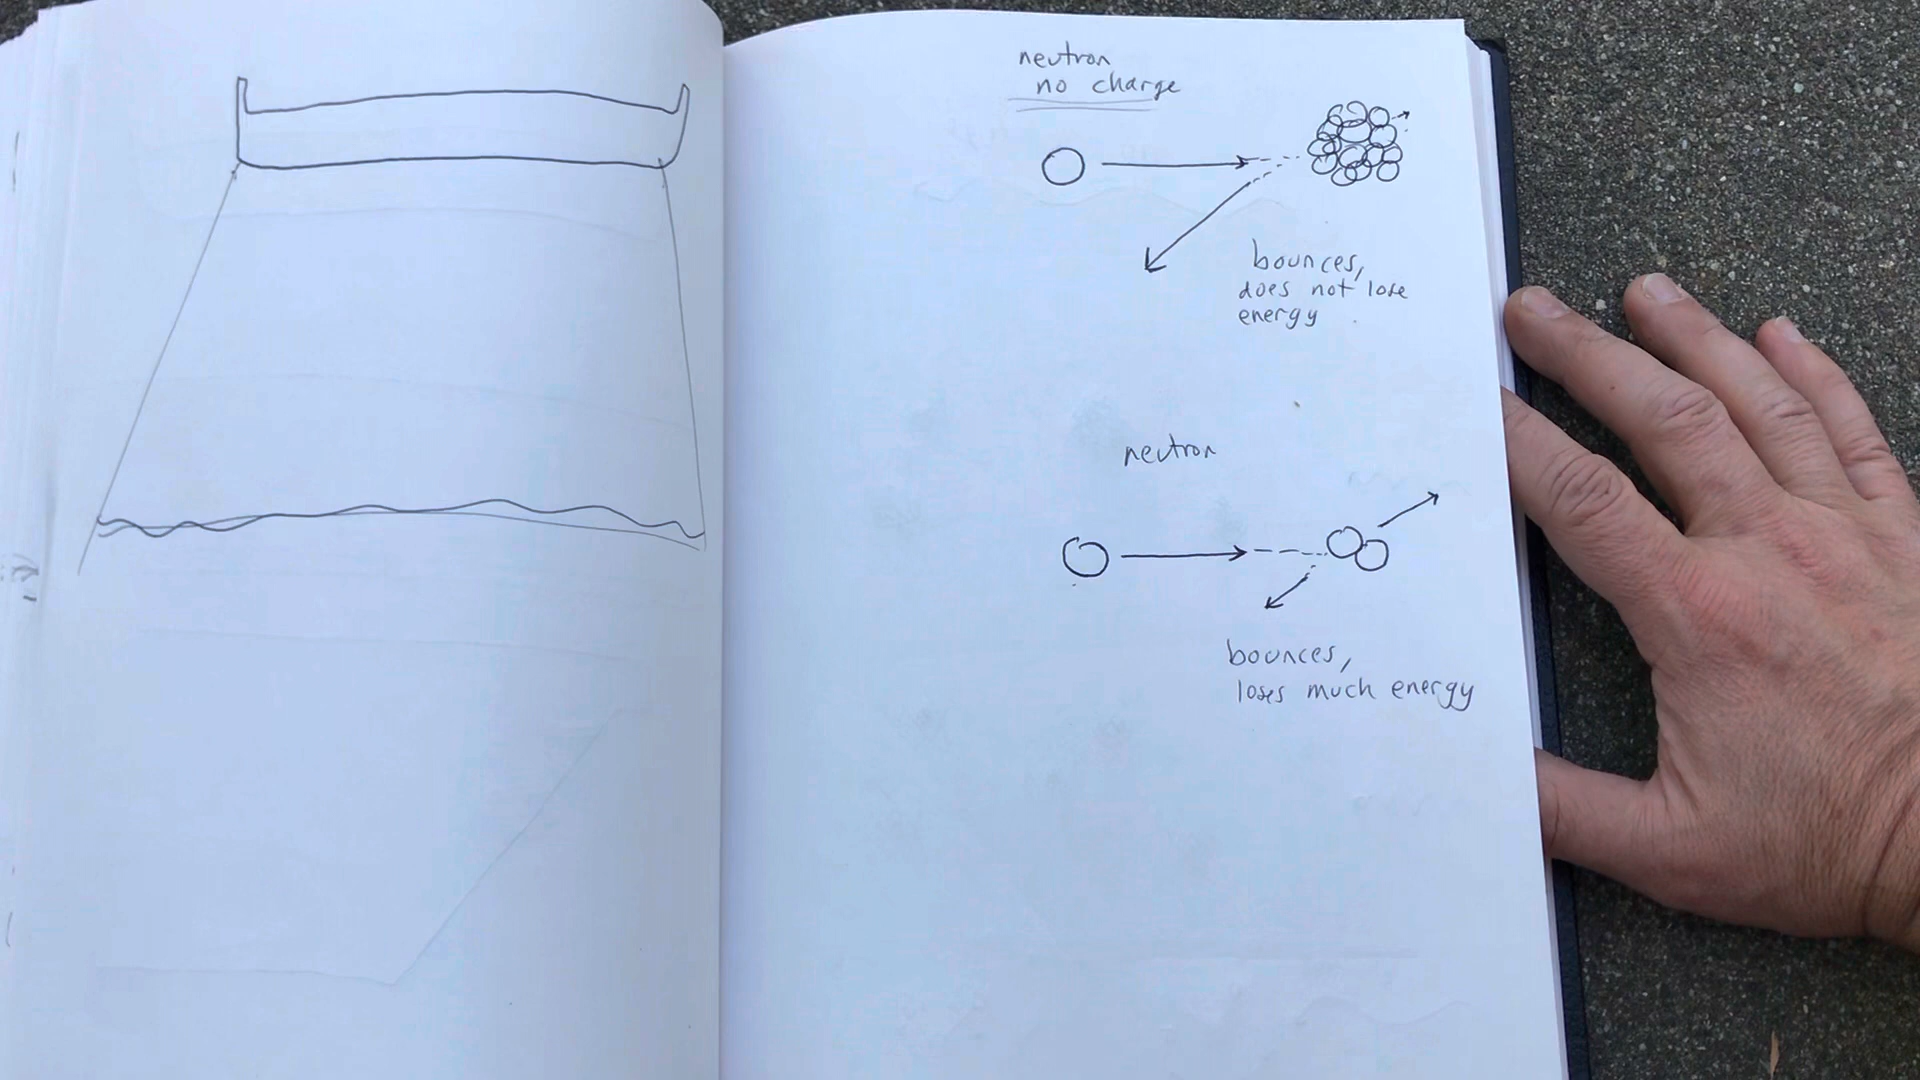 neutron
no charge
bounces,
does not lose
energy
neutron
bounces,
loses much energy